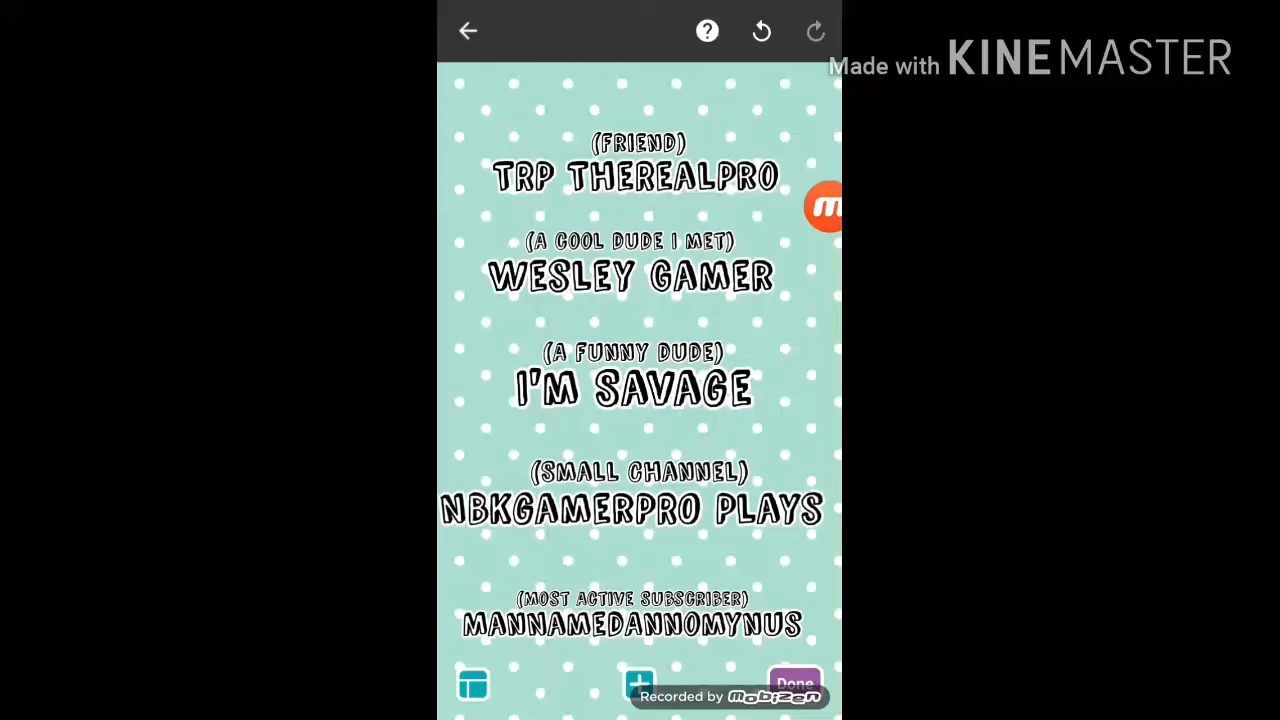 Made with KINEMASTER
(FRIEND)
TRP THEREALPRO
(A COOL DUDE I MET)
WESLEY GAMER
(A FUNNY DUDE)
I'M SAVAGE
(SMALL CHANNEL)
NBKGAMERPRO PLAYS
(MOST ACTIVE SUBSCRIBER)
MANNAMEDANNOMYNUS
Done
Recorded by mobizen